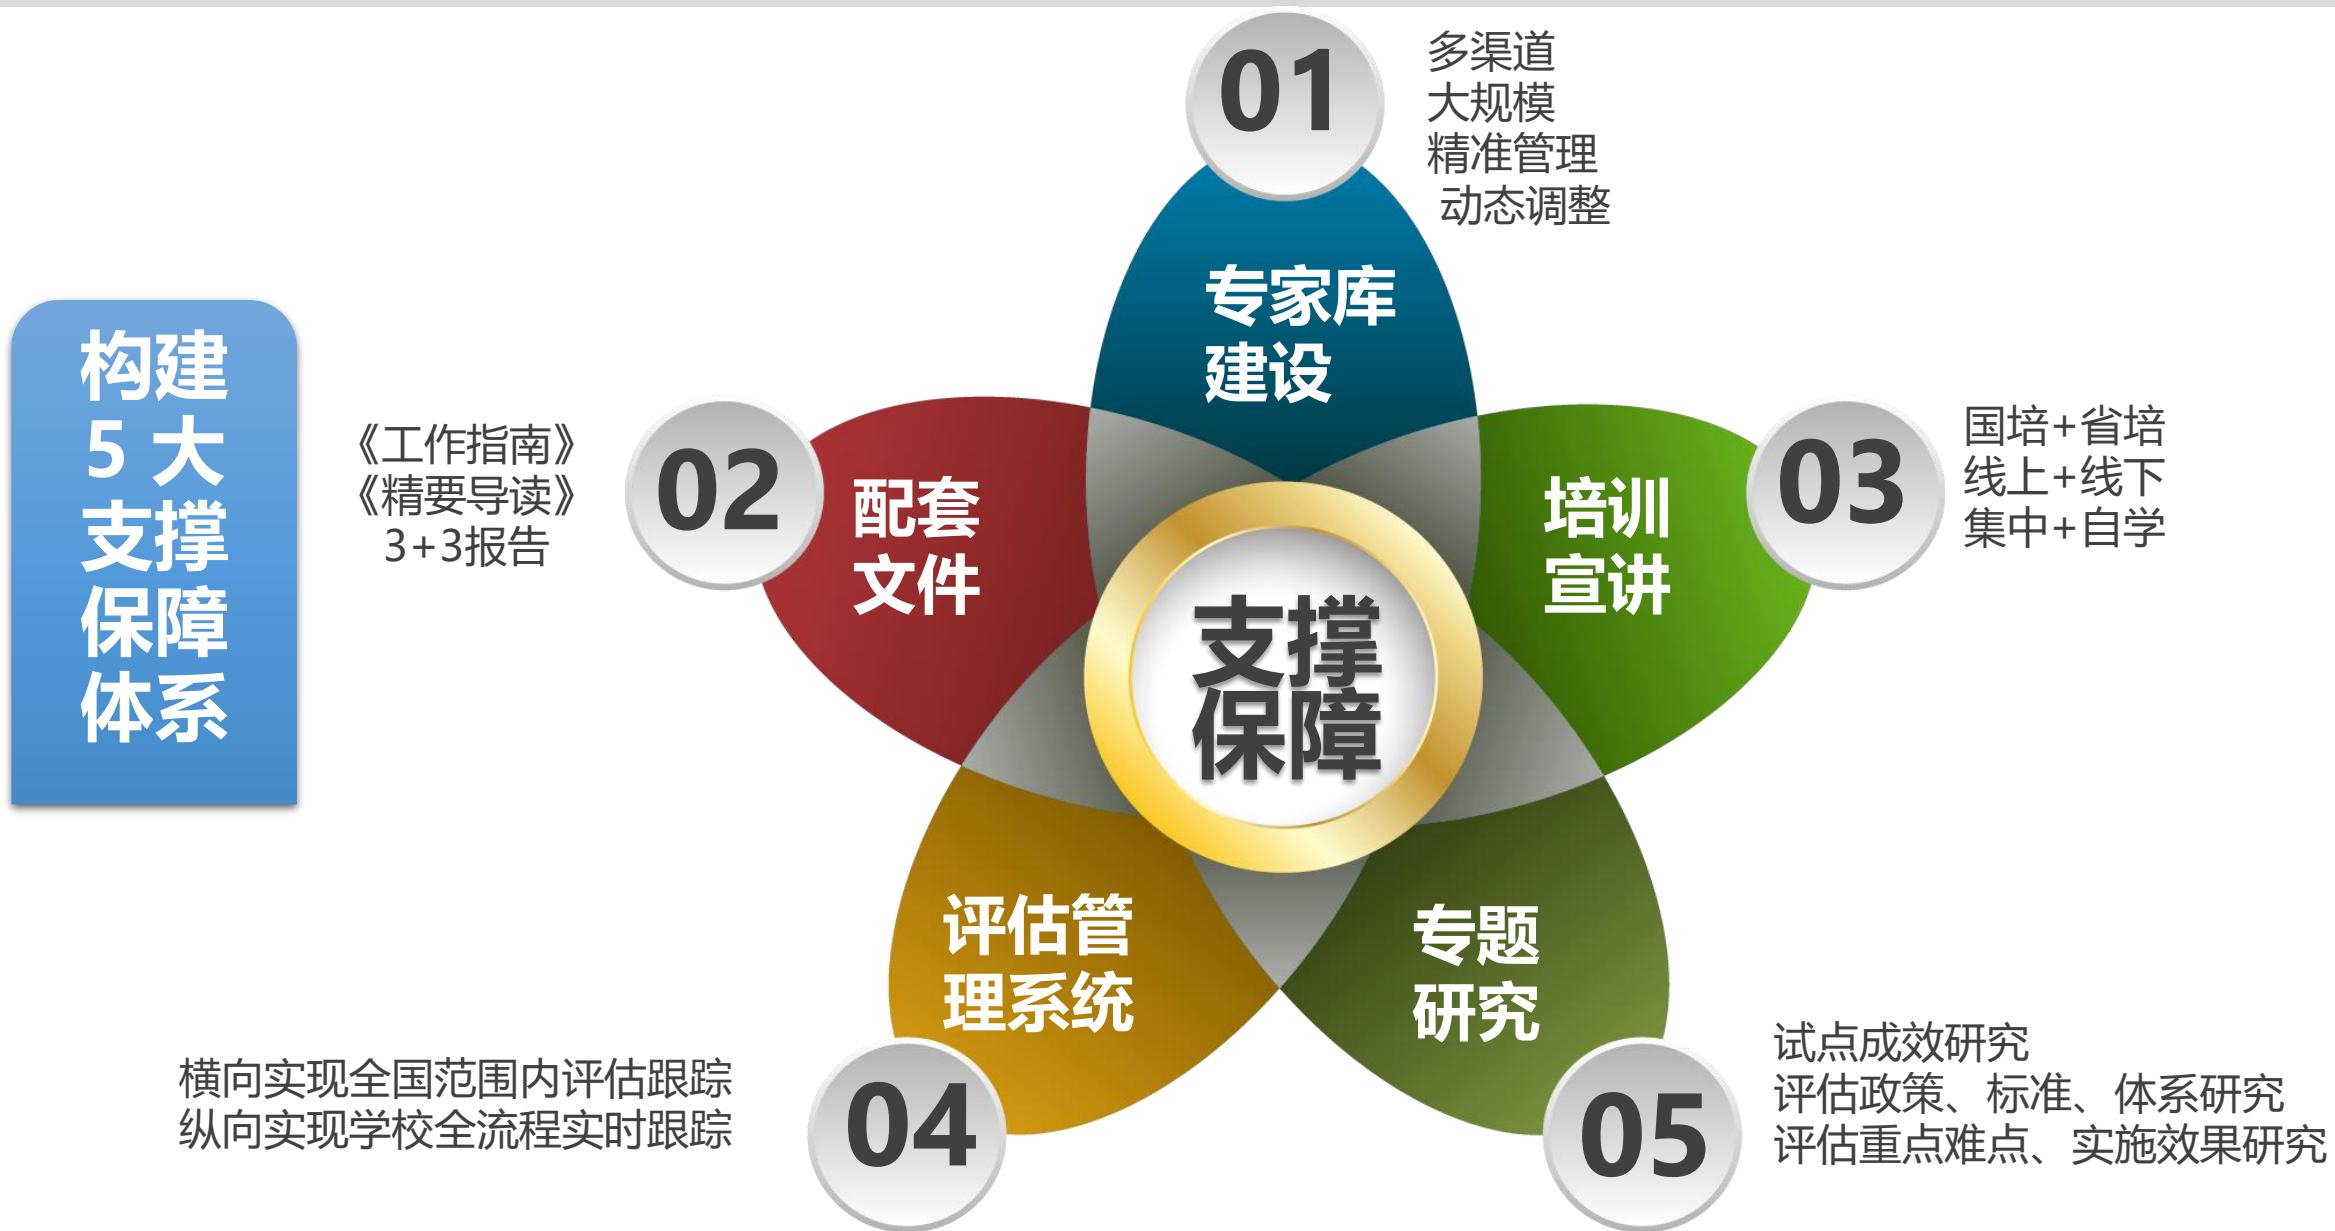 构建
5 大
支撑
保障
体系
01
多渠道
大规模
精准管理
动态调整
专家库
建设
02
《工作指南》
《精要导读》
3+3报告
配套
文件
03
国培+省培
线上+线下
集中+自学
培训
宣讲
支撑
保障
04
横向实现全国范围内评估跟踪
纵向实现学校全流程实时跟踪
评估管
理系统
05
试点成效研究
评估政策、标准、体系研究
评估重点难点、实施效果研究
专题
研究